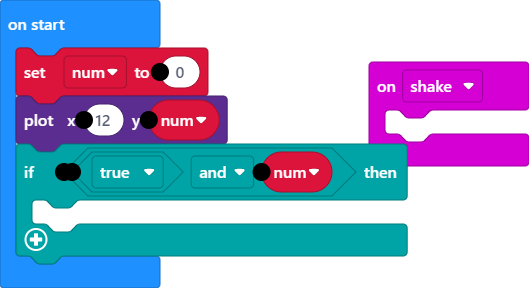 on start
set num to 0
on shake
plot x 12 y num
if true and num then